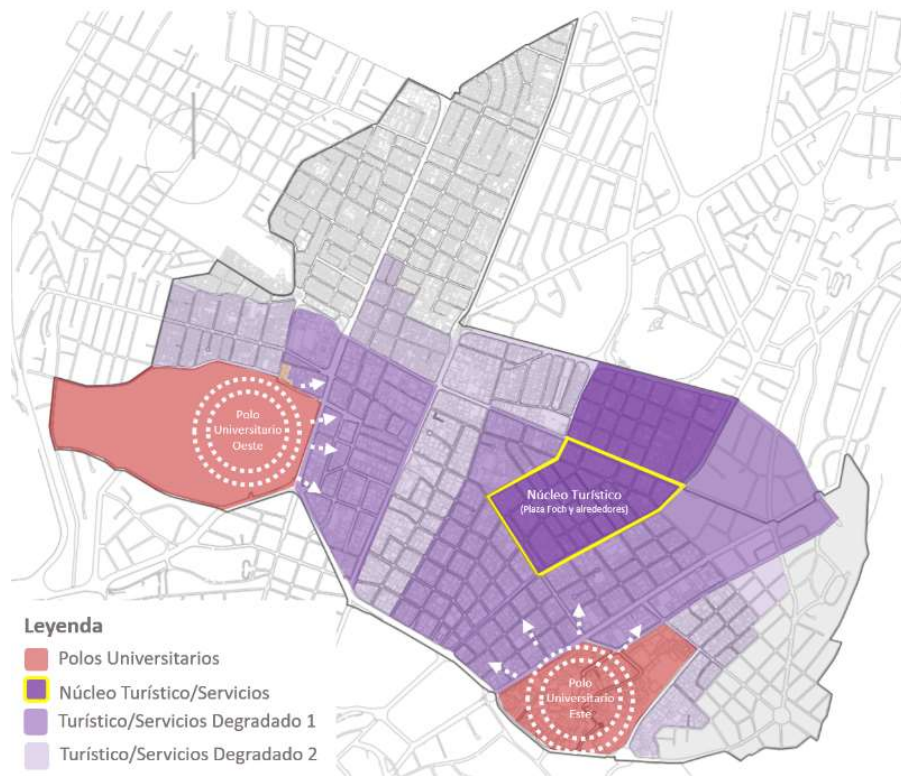 Polo
Universitario
Oeste
Núcleo Turístico
(Plaza Foch y alrededores)
Polo
Universitario
Este
Leyenda
Polos Universitarios
Núcleo Turístico/Servicios
Turístico/Servicios Degradado 1
Turístico/Servicios Degradado 2